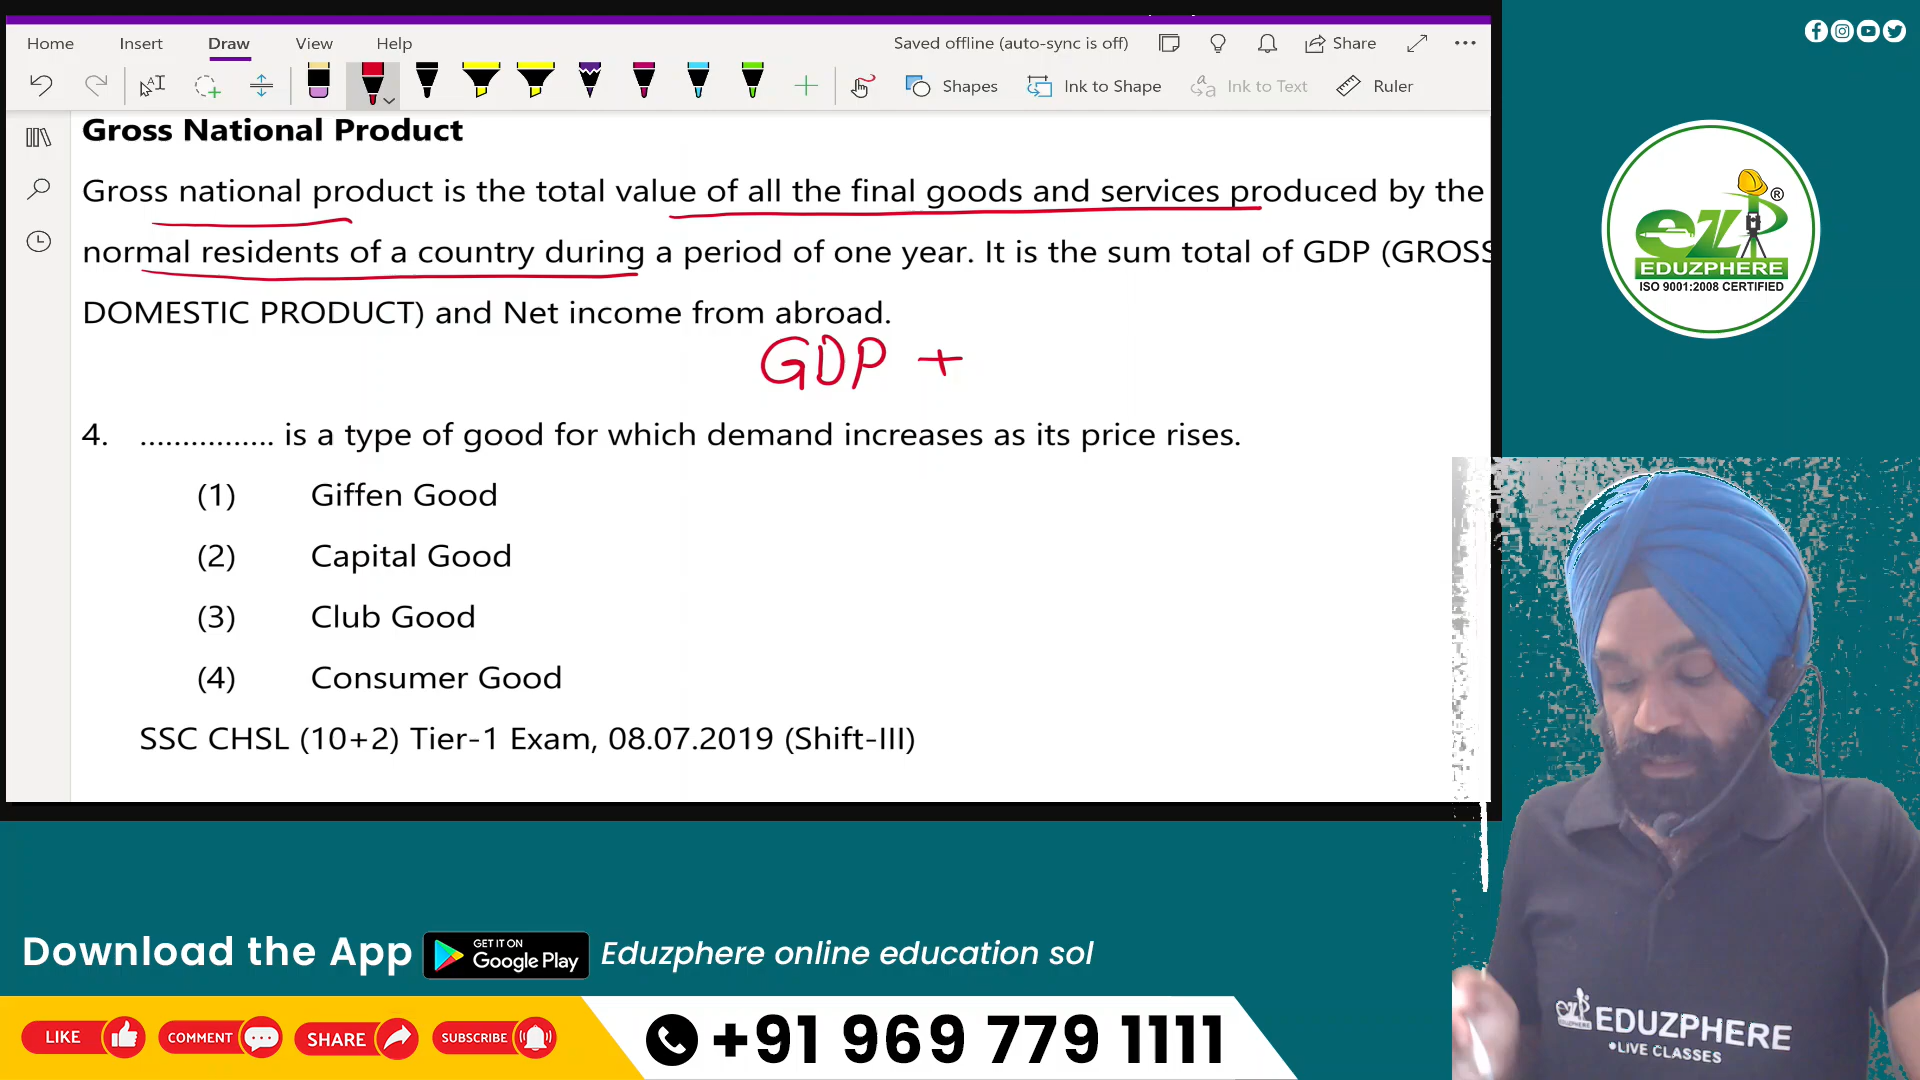 Home Insert Draw View Help Saved offline (auto-sync is off) Share
Shapes Ink to Shape Ink to Text Ruler
Gross National Product
Gross national product is the total value of all the final goods and services produced by the
normal residents of a country during a period of one year. It is the sum total of GDP (GROSS
DOMESTIC PRODUCT) and Net income from abroad.
GDP +
4. ................ is a type of good for which demand increases as its price rises.
(1) Giffen Good
(2) Capital Good
(3) Club Good
(4) Consumer Good
SSC CHSL (10+2) Tier-1 Exam, 08.07.2019 (Shift-III)
ezp ®
EDUZPHERE
ISO 9001:2008 CERTIFIED
EDUZPHERE
•LIVE CLASSES
Download the App GET IT ON Google Play Eduzphere online education sol
LIKE COMMENT SHARE SUBSCRIBE +91 969 779 1111